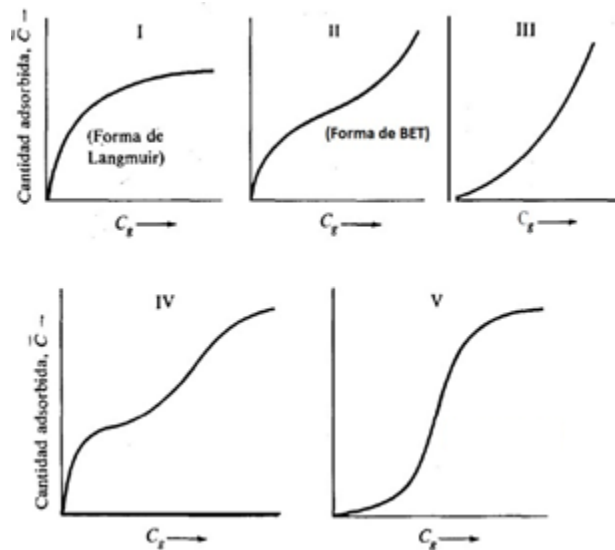 I
II
III
Cantidad adsorbida, C̄ →
(Forma de
Langmuir)
(Forma de BET)
C_g →
C_g →
C_g →
IV
V
Cantidad adsorbida, C̄ →
C_g →
C_g →